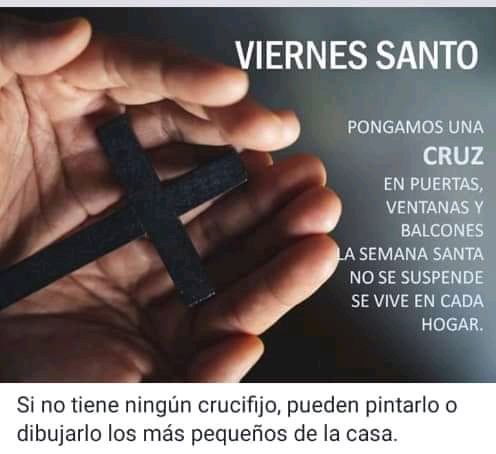 VIERNES SANTO
PONGAMOS UNA
CRUZ
EN PUERTAS,
VENTANAS Y
BALCONES
LA SEMANA SANTA
NO SE SUSPENDE
SE VIVE EN CADA
HOGAR.
Si no tiene ningún crucifijo, pueden pintarlo o
dibujarlo los más pequeños de la casa.